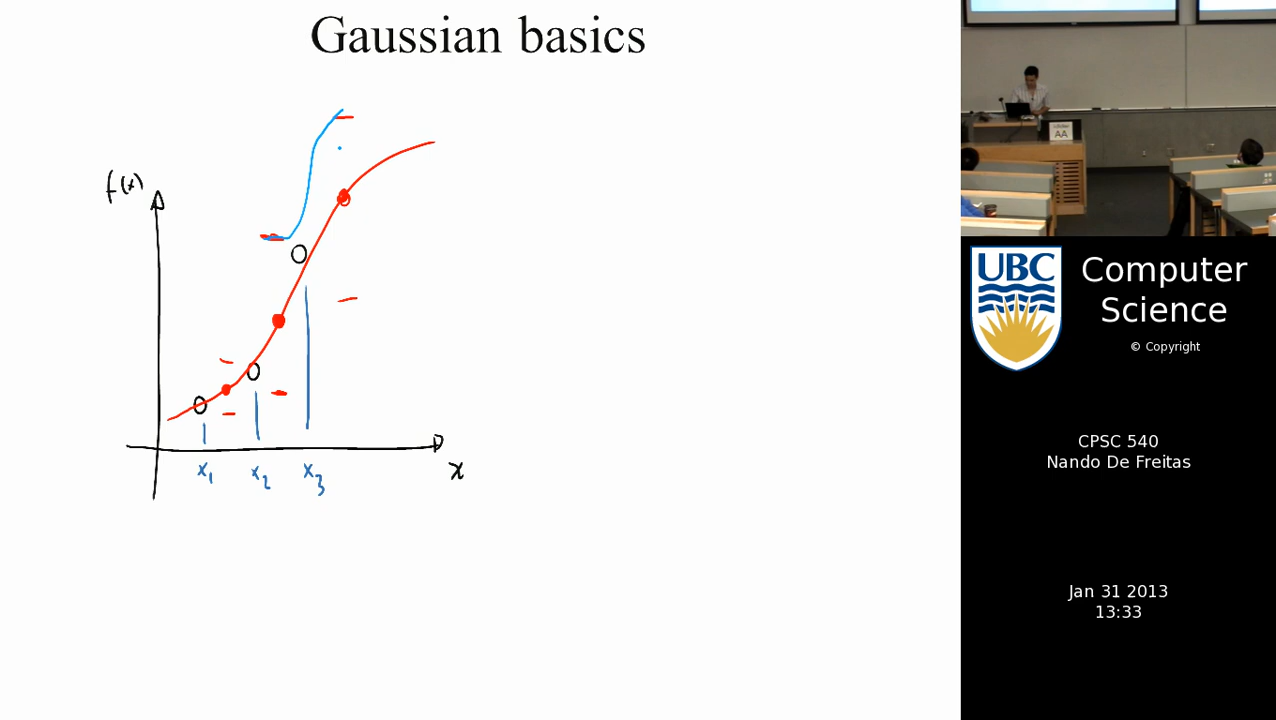 Gaussian basics
f(x)
x
x1
x2
x3
AA
UBC
Computer
Science
© Copyright
CPSC 540
Nando De Freitas
Jan 31 2013
13:33